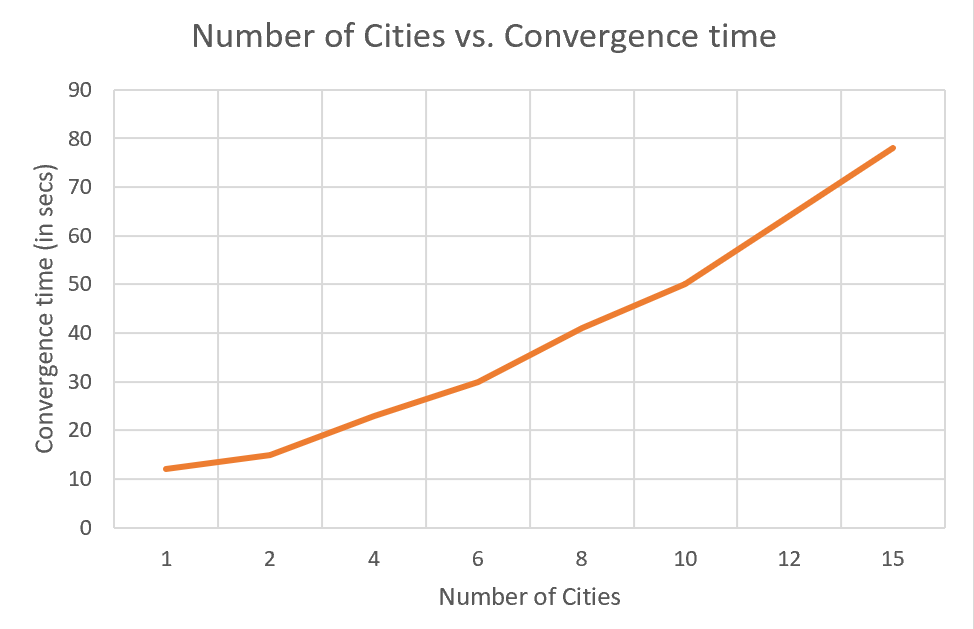 Number of Cities vs. Convergence time
90
80
70
60
50
40
30
20
10
0
Convergence time (in secs)
1 2 4 6 8 10 12 15
Number of Cities